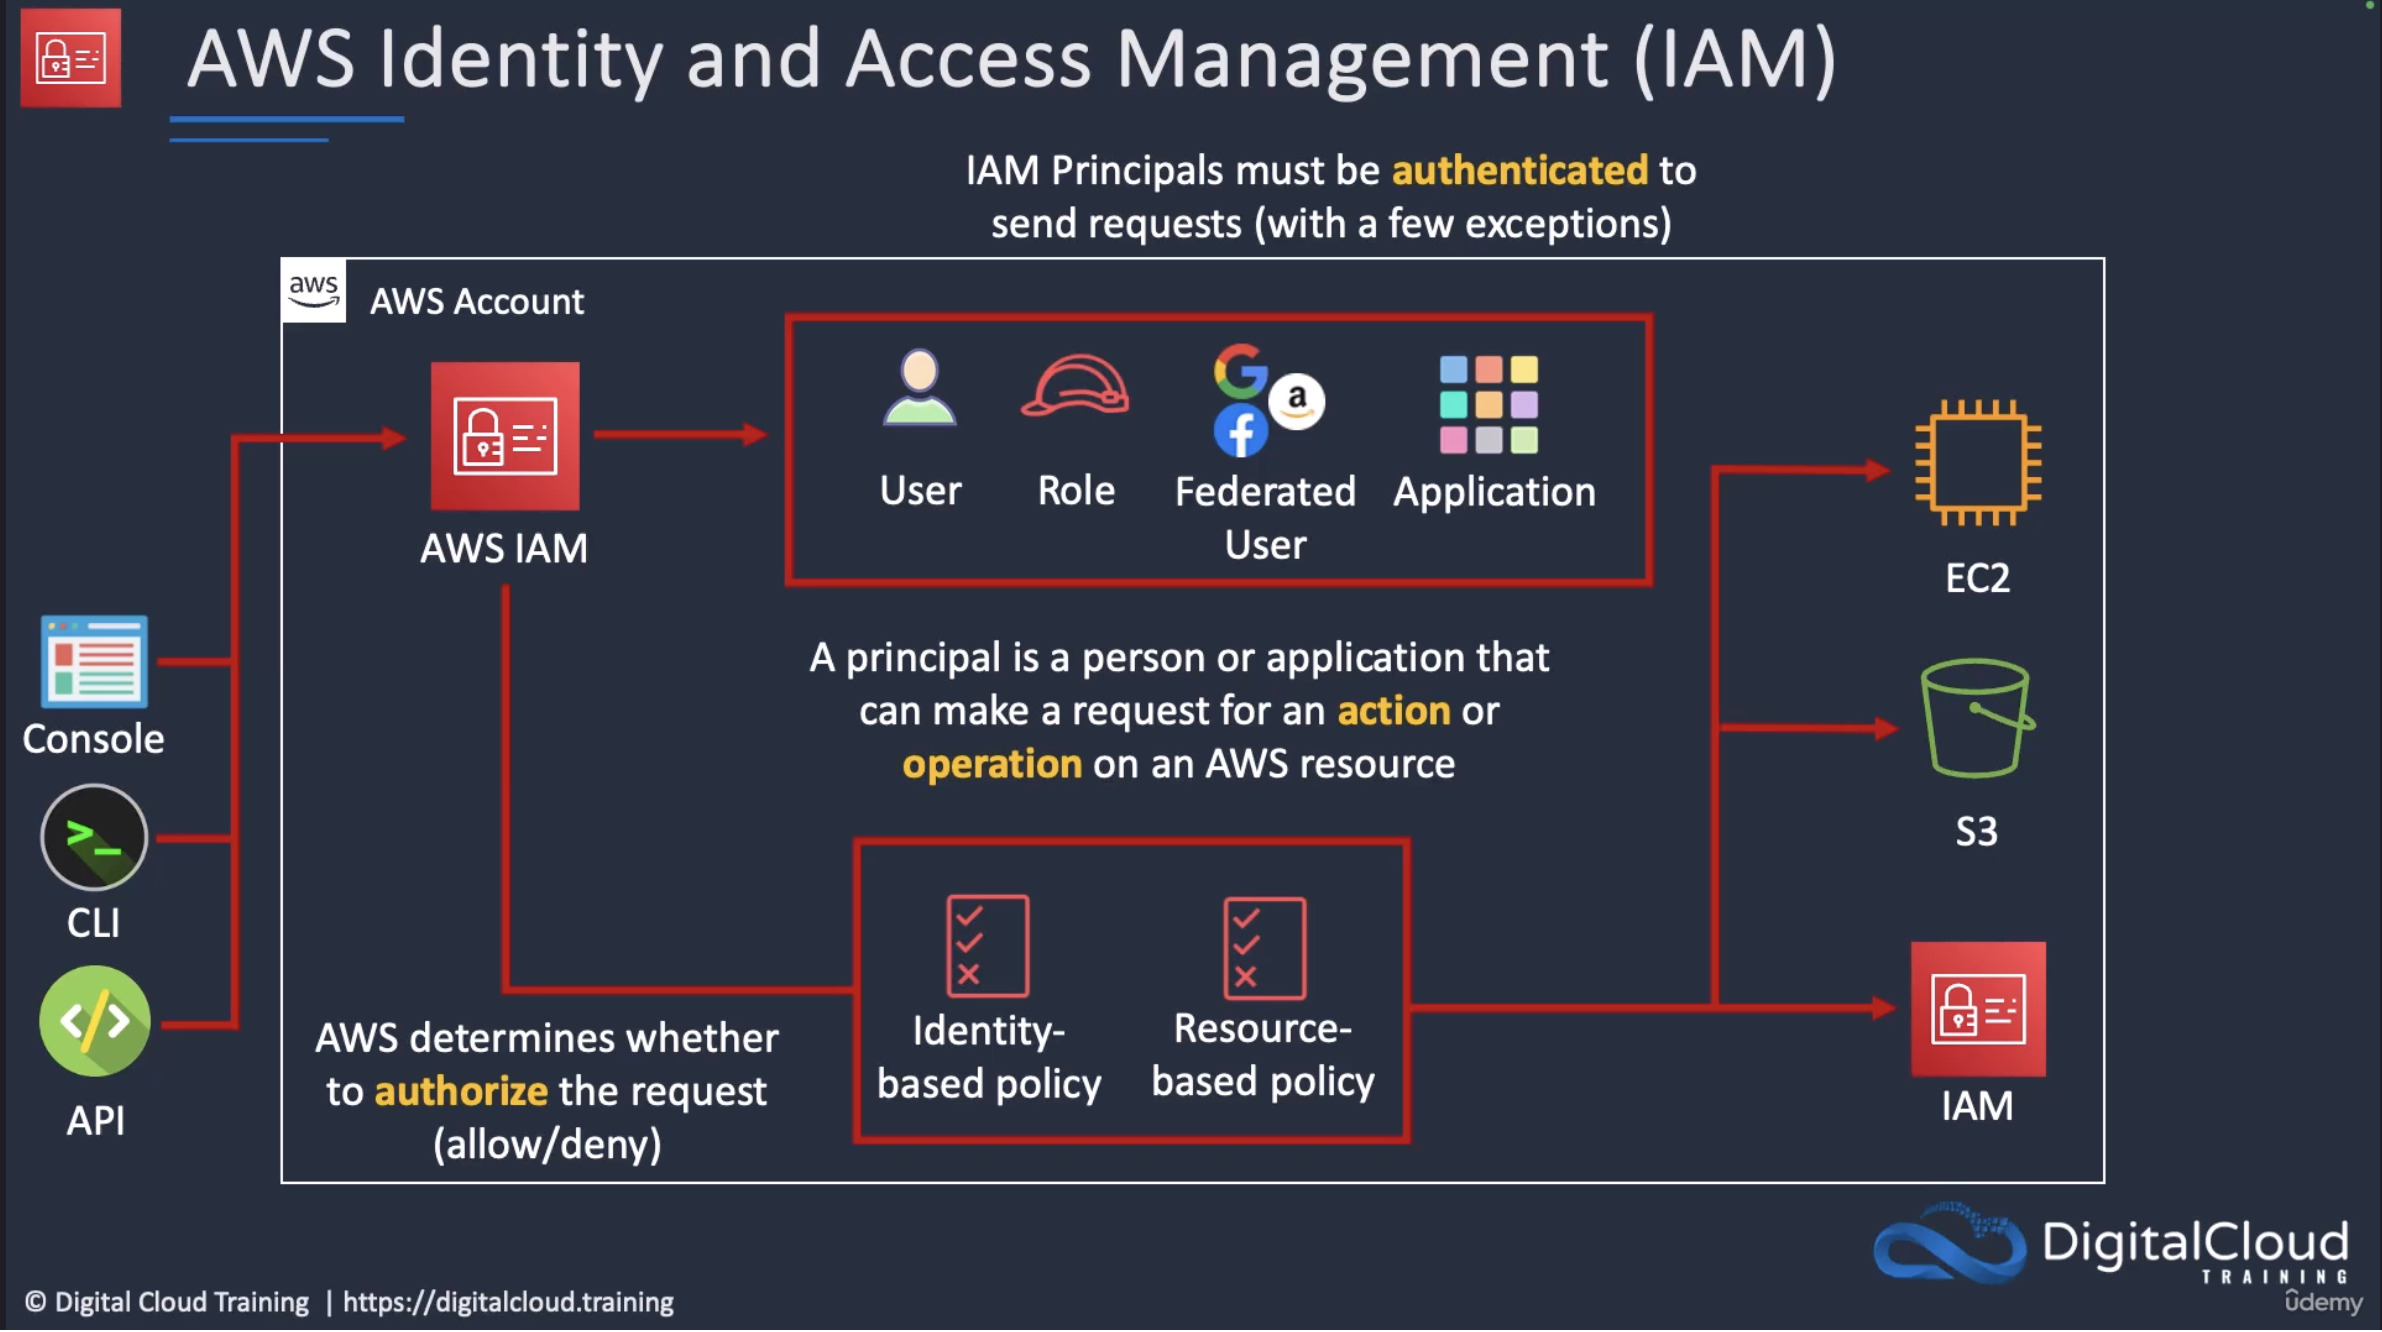 AWS Identity and Access Management (IAM)
IAM Principals must be authenticated to
send requests (with a few exceptions)
aws
AWS Account
a
User
Role
Federated
User
Application
AWS IAM
EC2
A principal is a person or application that
can make a request for an action or
operation on an AWS resource
Console
S3
CLI
Identity-
based policy
Resource-
based policy
AWS determines whether
to authorize the request
(allow/deny)
API
IAM
DigitalCloud
TRAINING
© Digital Cloud Training | https://digitalcloud.training
ûdemy